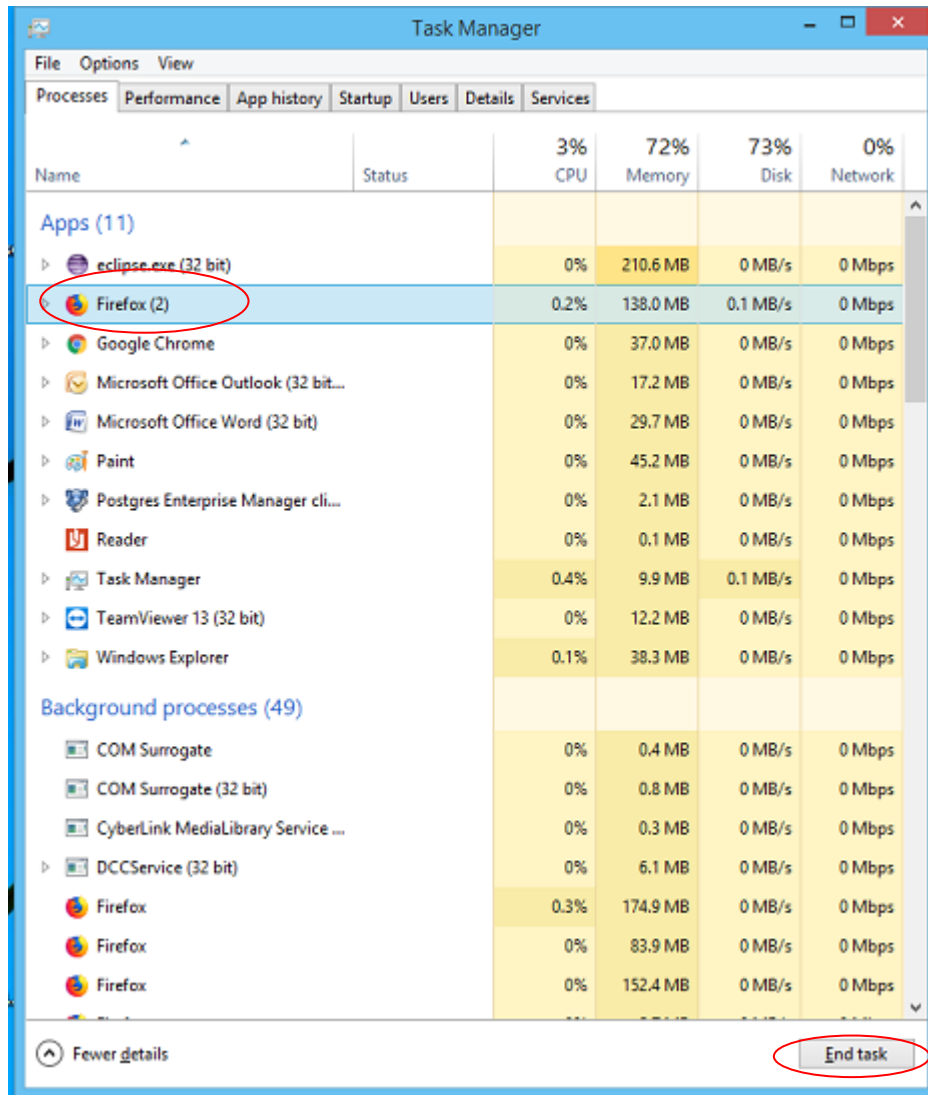 Task Manager
File Options View
Processes Performance App history Startup Users Details Services
3% 72% 73% 0%
Name Status CPU Memory Disk Network
Apps (11)
eclipse.exe (32 bit) 0% 210.6 MB 0 MB/s 0 Mbps
Firefox (2) 0.2% 138.0 MB 0.1 MB/s 0 Mbps
Google Chrome 0% 37.0 MB 0 MB/s 0 Mbps
Microsoft Office Outlook (32 bit... 0% 17.2 MB 0 MB/s 0 Mbps
Microsoft Office Word (32 bit) 0% 29.7 MB 0 MB/s 0 Mbps
Paint 0% 45.2 MB 0 MB/s 0 Mbps
Postgres Enterprise Manager cli... 0% 2.1 MB 0 MB/s 0 Mbps
Reader 0% 0.1 MB 0 MB/s 0 Mbps
Task Manager 0.4% 9.9 MB 0.1 MB/s 0 Mbps
TeamViewer 13 (32 bit) 0% 12.2 MB 0 MB/s 0 Mbps
Windows Explorer 0.1% 38.3 MB 0 MB/s 0 Mbps
Background processes (49)
COM Surrogate 0% 0.4 MB 0 MB/s 0 Mbps
COM Surrogate (32 bit) 0% 0.8 MB 0 MB/s 0 Mbps
CyberLink MediaLibrary Service ... 0% 0.3 MB 0 MB/s 0 Mbps
DCCService (32 bit) 0% 6.1 MB 0 MB/s 0 Mbps
Firefox 0.3% 174.9 MB 0 MB/s 0 Mbps
Firefox 0% 83.9 MB 0 MB/s 0 Mbps
Firefox 0% 152.4 MB 0 MB/s 0 Mbps
Fewer details End task